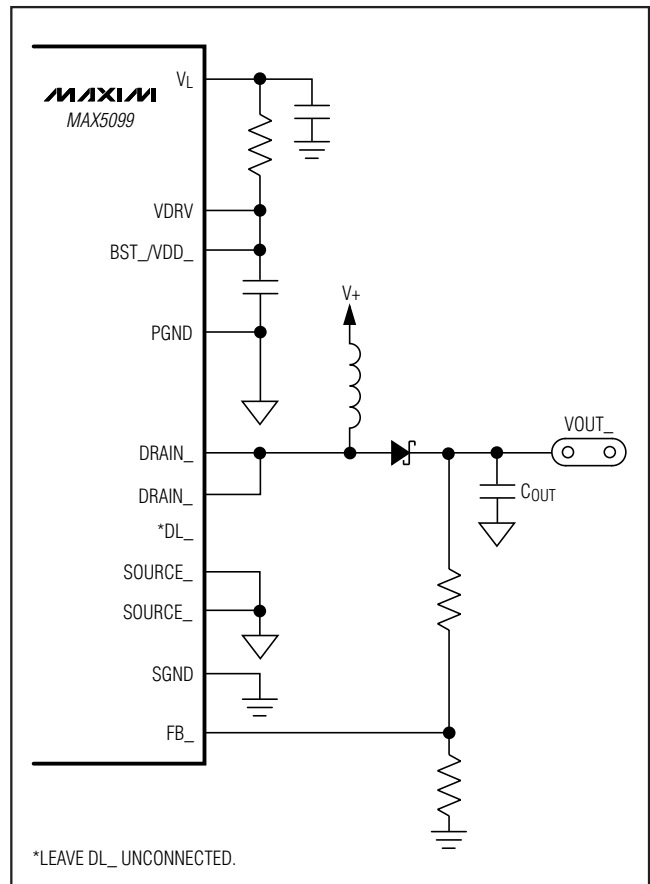 VL
MAXIM
MAX5099
VDRV
BST_/VDD_
PGND
V+
DRAIN_
VOUT_
DRAIN_
COUT
*DL_
SOURCE_
SOURCE_
SGND
FB_
*LEAVE DL_ UNCONNECTED.